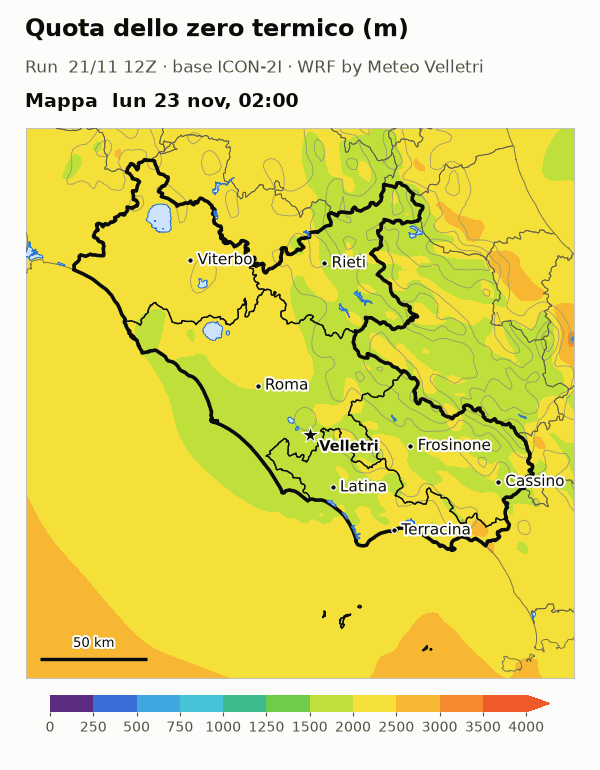 Quota dello zero termico (m)
Run  21/11 12Z · base ICON-2I · WRF by Meteo Velletri
Mappa  lun 23 nov, 02:00
Viterbo
Rieti
Roma
Velletri
Frosinone
Cassino
Latina
Terracina
50 km
0 250 500 750 1000 1250 1500 2000 2500 3000 3500 4000